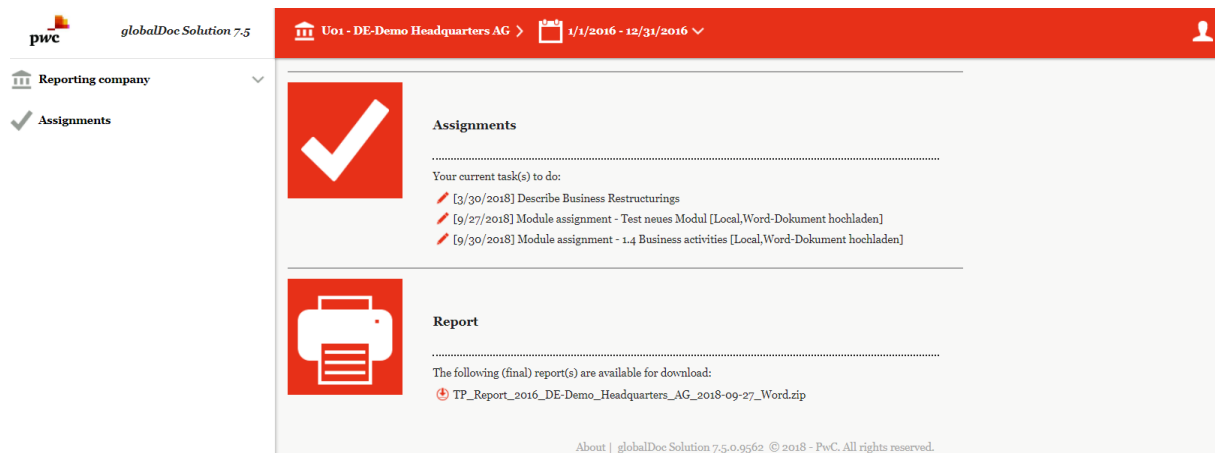 pwc
globalDoc Solution 7.5
U01 - DE-Demo Headquarters AG
1/1/2016 - 12/31/2016
Reporting company
Assignments
Assignments
Your current task(s) to do:
[3/30/2018] Describe Business Restructurings
[9/27/2018] Module assignment - Test neues Modul [Local,Word-Dokument hochladen]
[9/30/2018] Module assignment - 1.4 Business activities [Local,Word-Dokument hochladen]
Report
The following (final) report(s) are available for download:
TP_Report_2016_DE-Demo_Headquarters_AG_2018-09-27_Word.zip
About | globalDoc Solution 7.5.0.9562 © 2018 - PwC. All rights reserved.